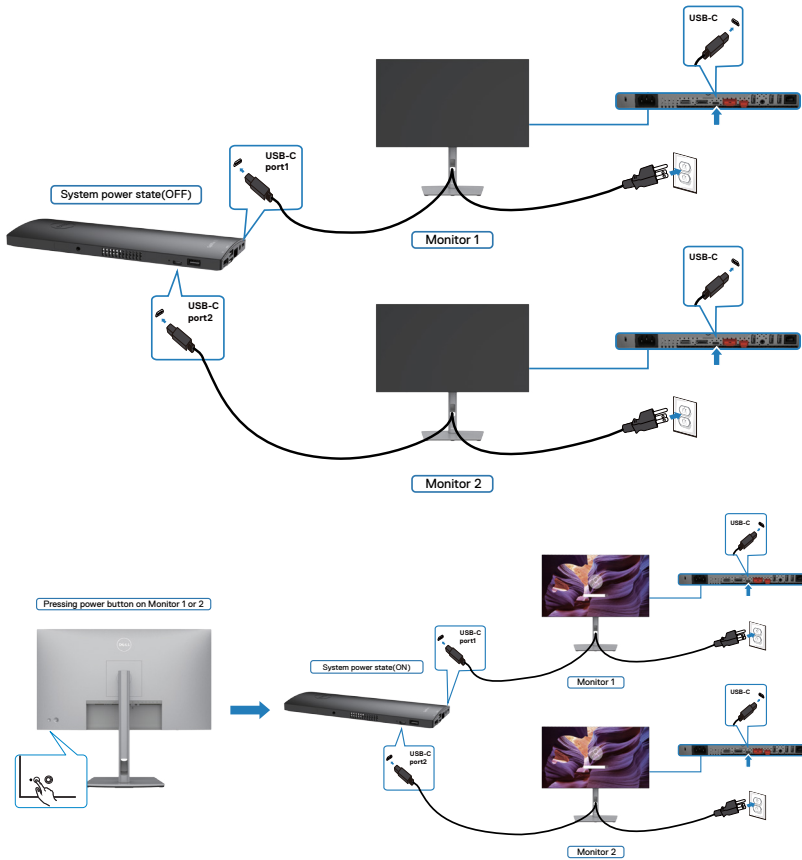 USB-C
USB-C
port1
System power state(OFF)
Monitor 1
USB-C
USB-C
port2
Monitor 2
USB-C
Pressing power button on Monitor 1 or 2
DELL
USB-C
port1
System power state(ON)
Monitor 1
USB-C
USB-C
port2
Monitor 2